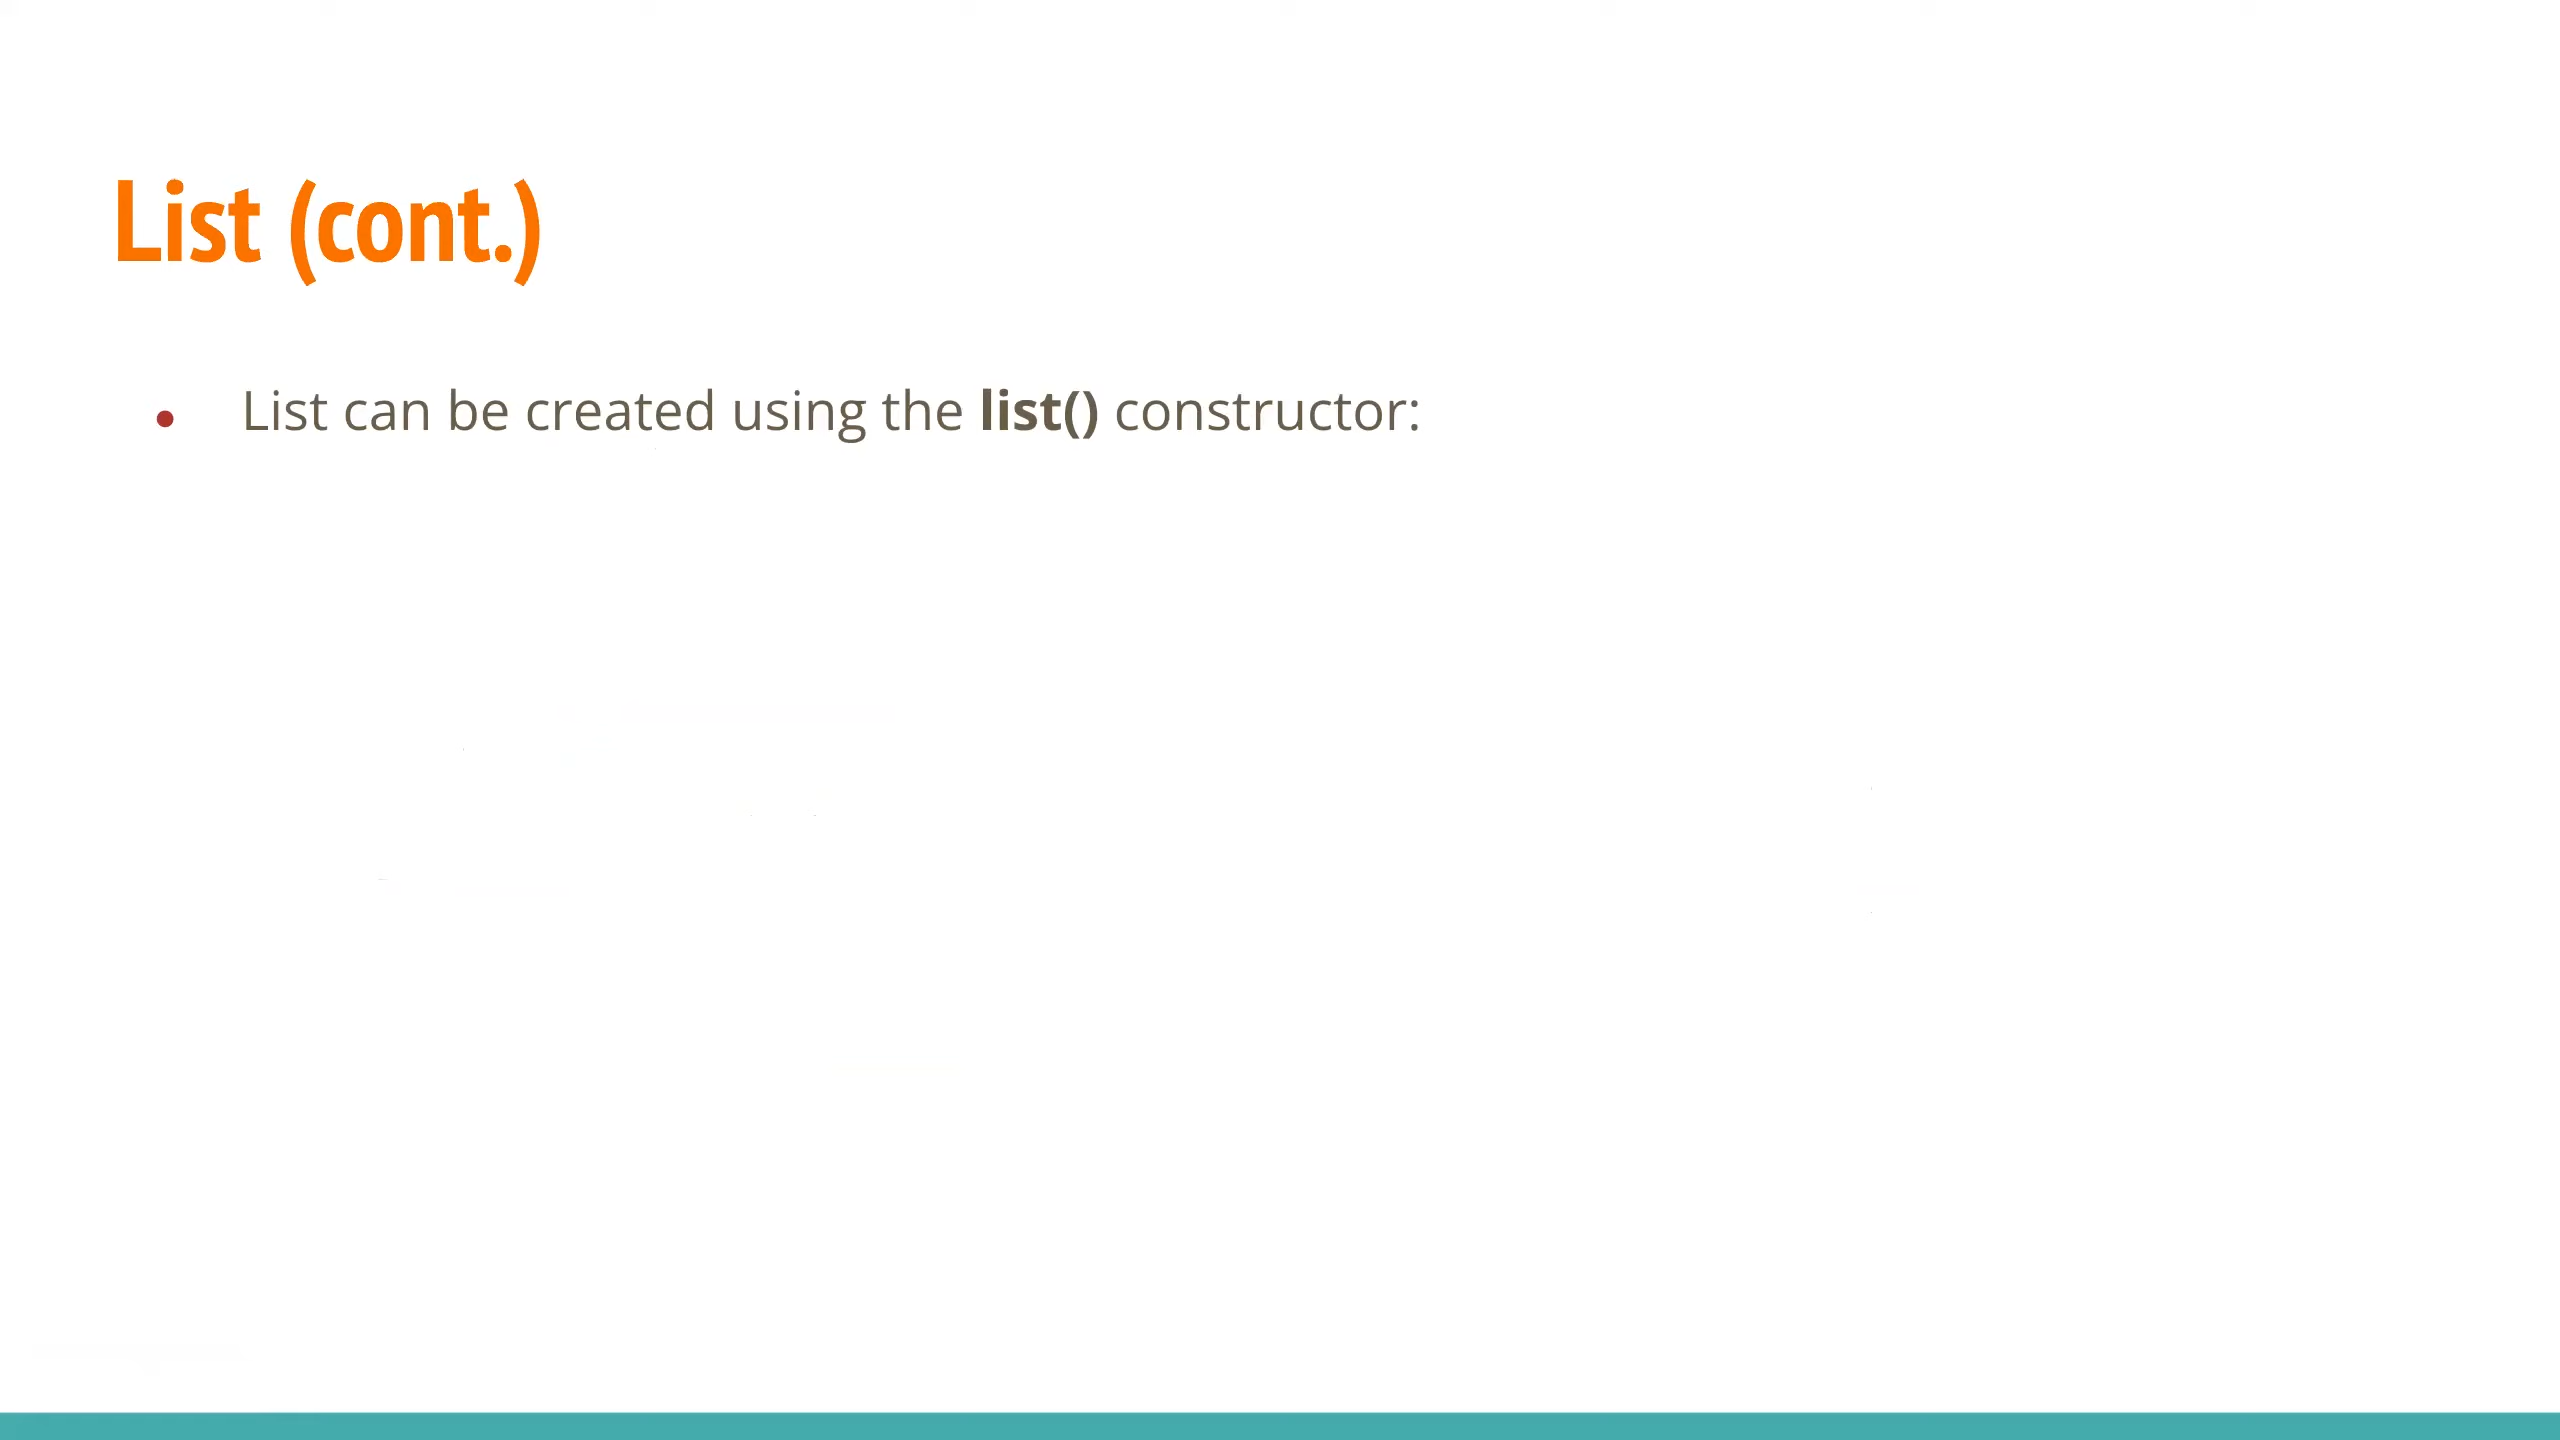 List (cont.)
● List can be created using the list() constructor: